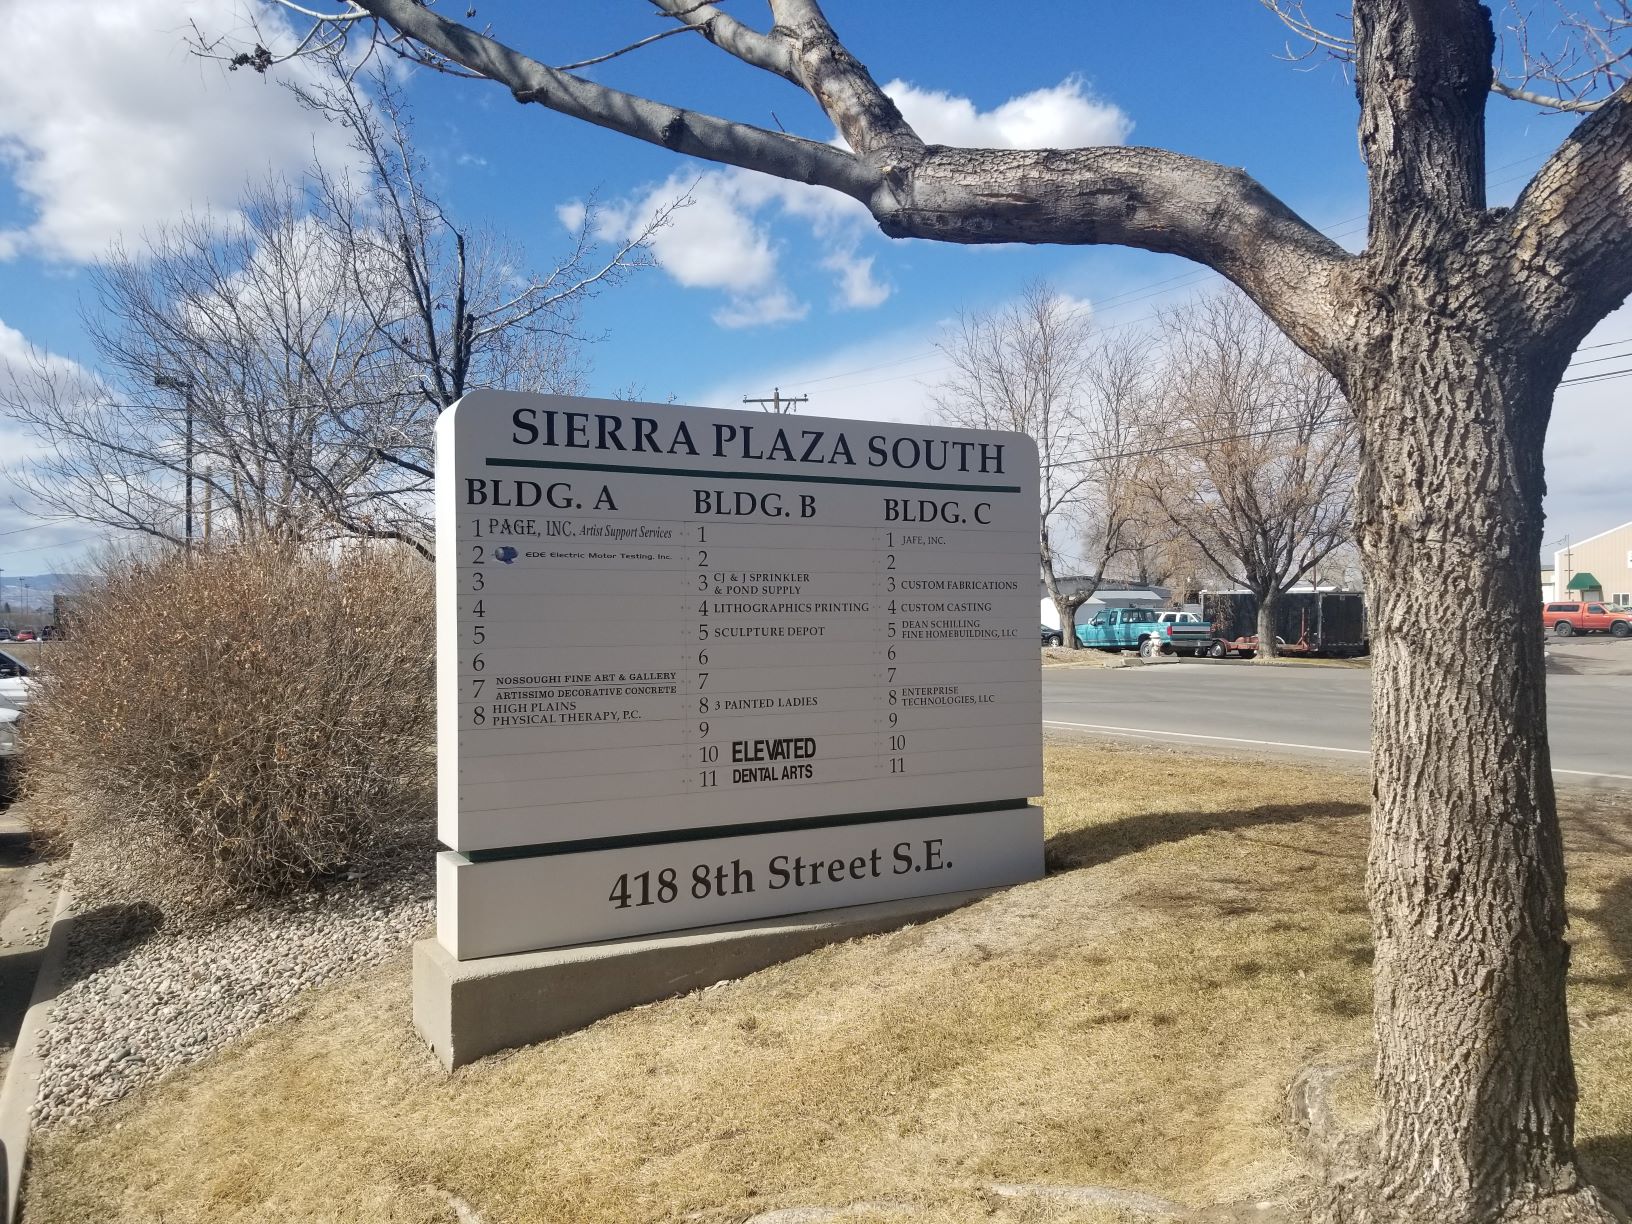 SIERRA PLAZA SOUTH
BLDG. A
1 PAGE, INC. Artist Support Services
2 EDE Electric Motor Testing, Inc.
3
4
5
6
7 NOSSOUGHI FINE ART & GALLERY
ARTISSIMO DECORATIVE CONCRETE
8 HIGH PLAINS
PHYSICAL THERAPY, P.C.
BLDG. B
1
2
3 CJ & J SPRINKLER
& POND SUPPLY
4 LITHOGRAPHICS PRINTING
5 SCULPTURE DEPOT
6
7
8 3 PAINTED LADIES
9
10 ELEVATED
11 DENTAL ARTS
BLDG. C
1 JAFE, INC.
2
3 CUSTOM FABRICATIONS
4 CUSTOM CASTING
5 DEAN SCHILLING
FINE HOMEBUILDING, LLC
6
7
8 ENTERPRISE
TECHNOLOGIES, LLC
9
10
11
418 8th Street S.E.